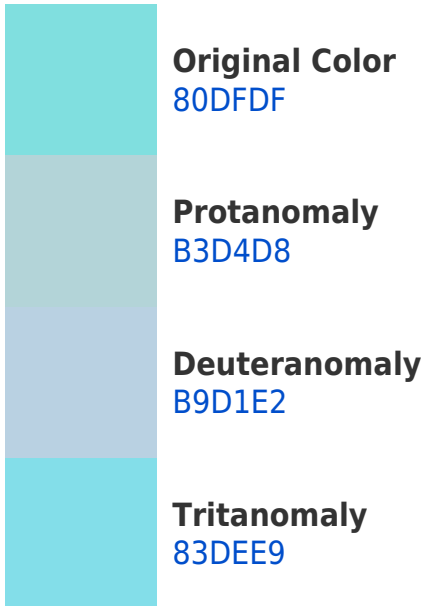 Original Color
80DFDF
Protanomaly
B3D4D8
Deuteranomaly
B9D1E2
Tritanomaly
83DEE9